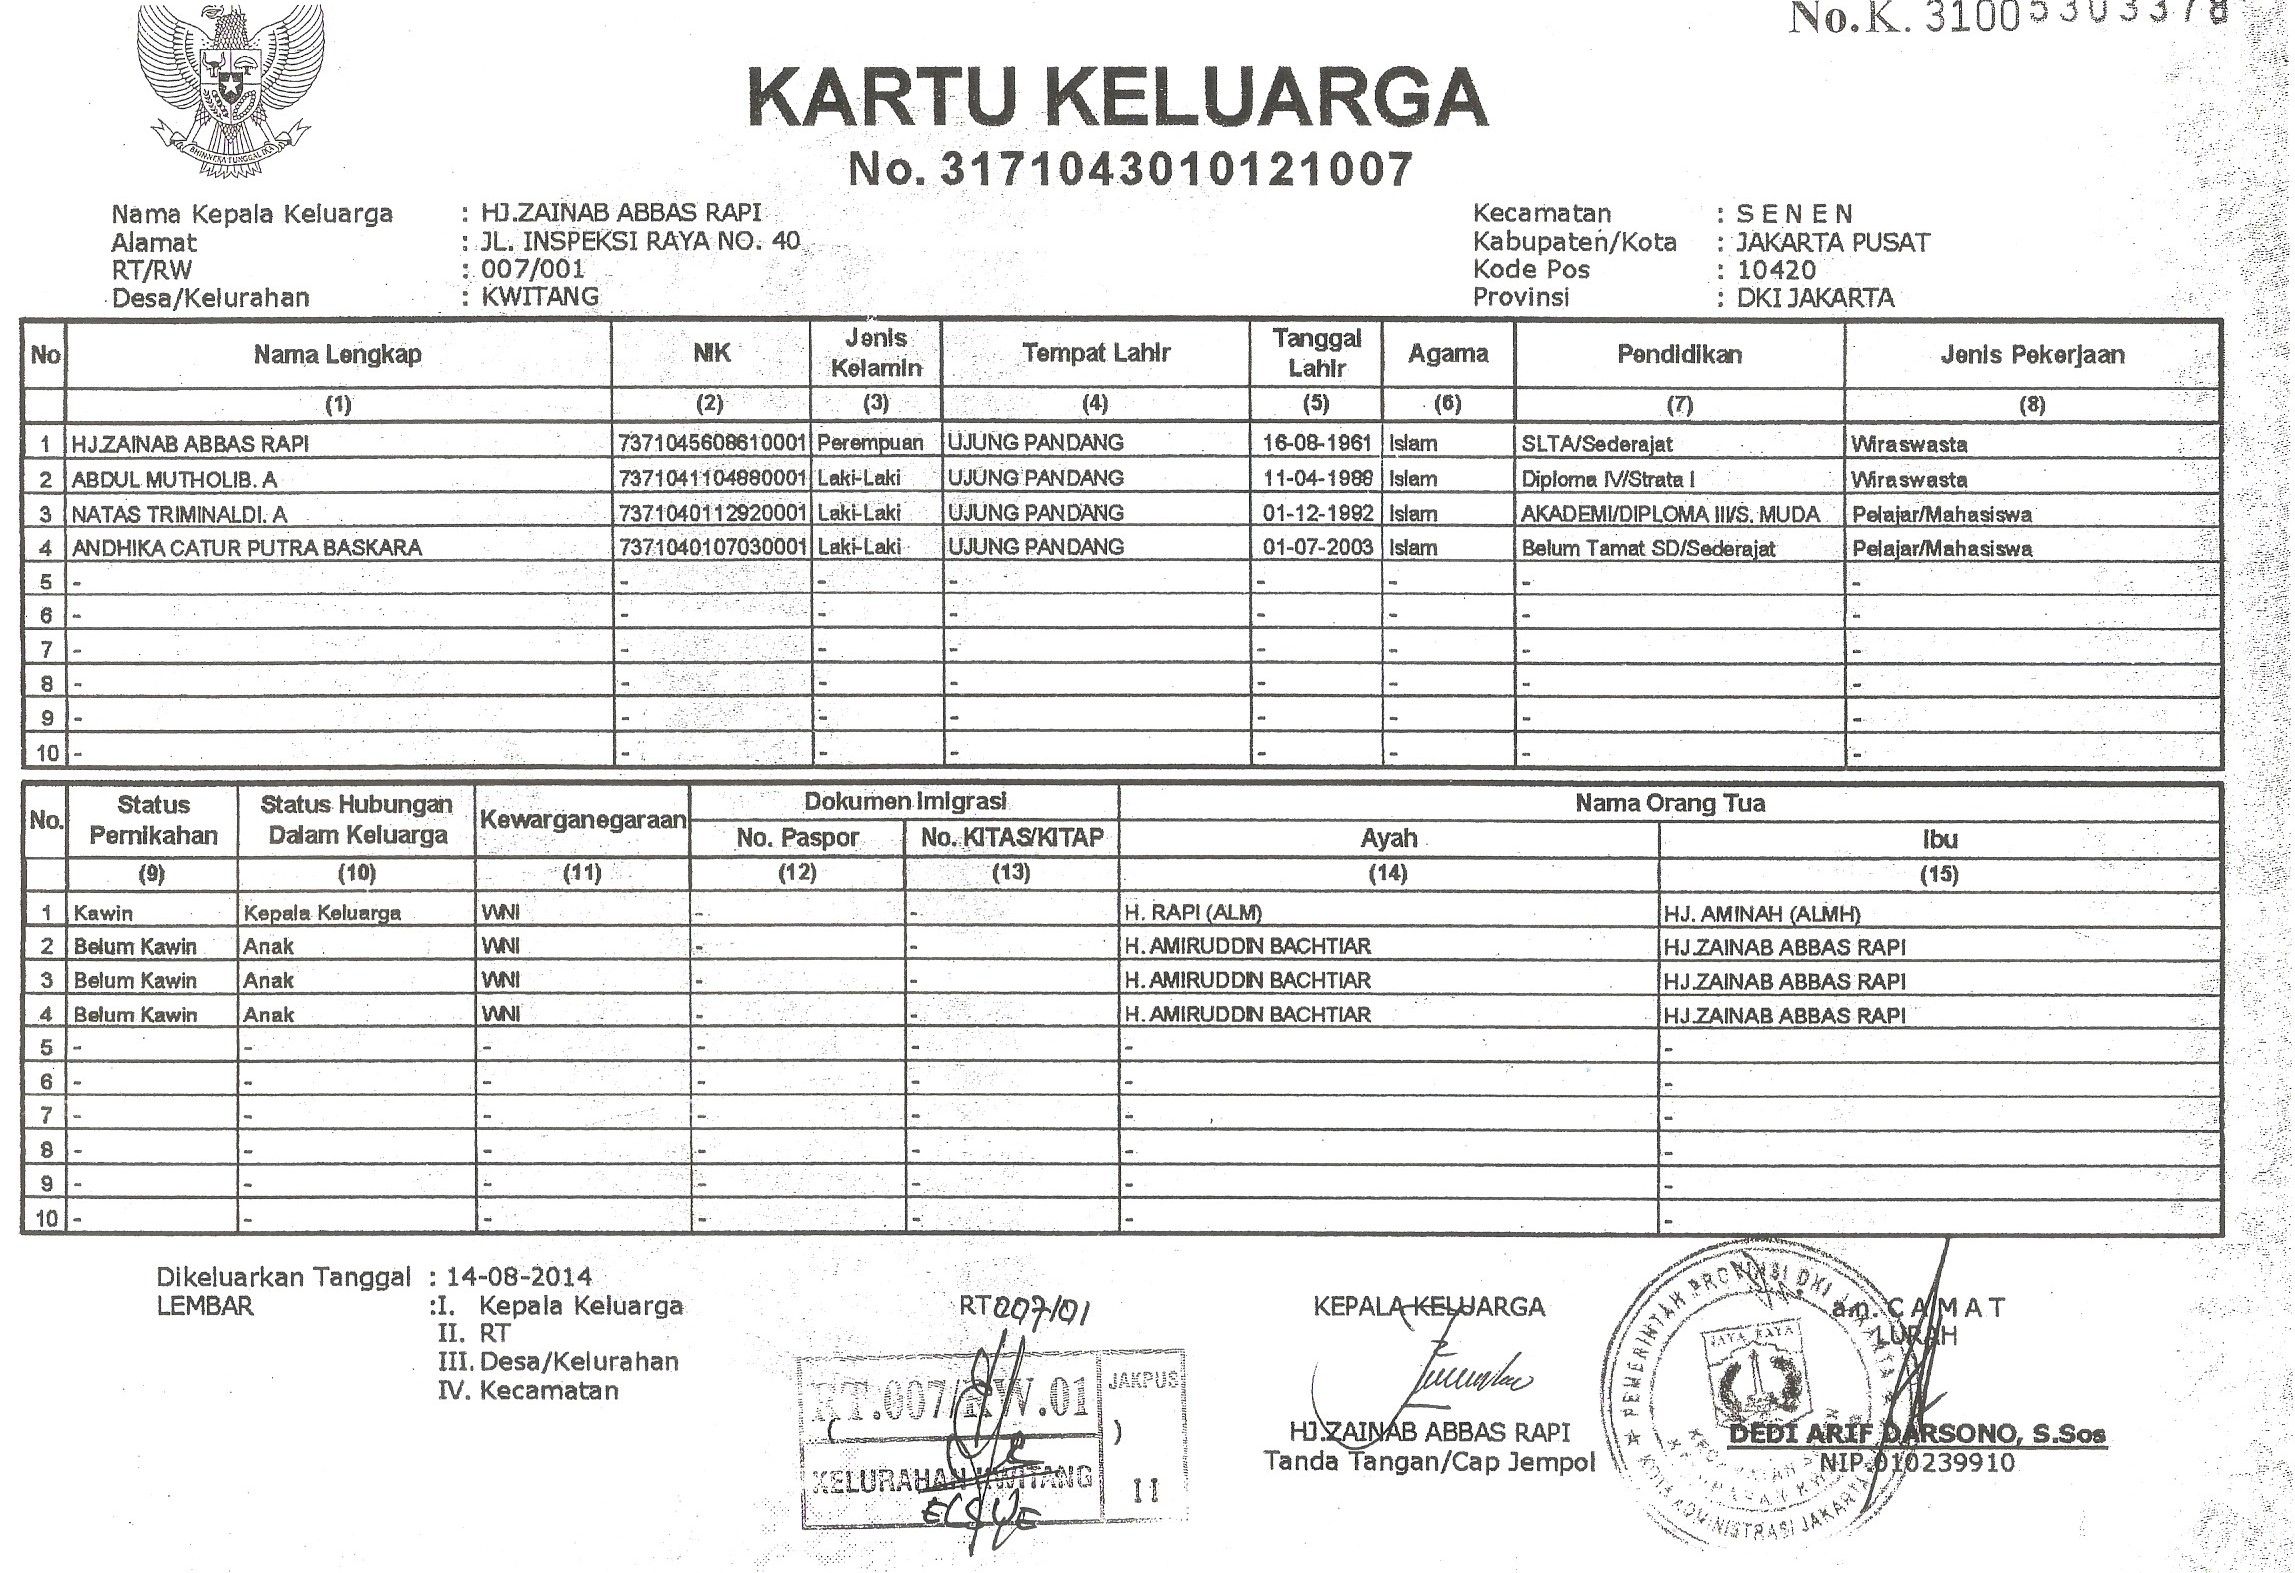 No.K. 31005303378
BHINNEKA TUNGGAL IKA
KARTU KELUARGA
No. 3171043010121007
Nama Kepala Keluarga : HJ.ZAINAB ABBAS RAPI
Alamat : JL. INSPEKSI RAYA NO. 40
RT/RW : 007/001
Desa/Kelurahan : KWITANG
Kecamatan : S E N E N
Kabupaten/Kota : JAKARTA PUSAT
Kode Pos : 10420
Provinsi : DKI JAKARTA
No Nama Lengkap NIK Jenis Kelamin Tempat Lahir Tanggal Lahir Agama Pendidikan Jenis Pekerjaan
(1) (2) (3) (4) (5) (6) (7) (8)
1 HJ.ZAINAB ABBAS RAPI 7371045608610001 Perempuan UJUNG PANDANG 16-08-1961 Islam SLTA/Sederajat Wiraswasta
2 ABDUL MUTHOLIB. A 7371041104880001 Laki-Laki UJUNG PANDANG 11-04-1988 Islam Diploma IV/Strata I Wiraswasta
3 NATAS TRIMINALDI. A 7371040112920001 Laki-Laki UJUNG PANDANG 01-12-1992 Islam AKADEMI/DIPLOMA III/S. MUDA Pelajar/Mahasiswa
4 ANDHIKA CATUR PUTRA BASKARA 7371040107030001 Laki-Laki UJUNG PANDANG 01-07-2003 Islam Belum Tamat SD/Sederajat Pelajar/Mahasiswa
5 - - - - - - - -
6 - - - - - - - -
7 - - - - - - - -
8 - - - - - - - -
9 - - - - - - - -
10 - - - - - - - -
No. Status Pernikahan Status Hubungan Dalam Keluarga Kewarganegaraan Dokumen Imigrasi Nama Orang Tua
No. Paspor No. KITAS/KITAP Ayah Ibu
(9) (10) (11) (12) (13) (14) (15)
1 Kawin Kepala Keluarga WNI - - H. RAPI (ALM) HJ. AMINAH (ALMH)
2 Belum Kawin Anak WNI - - H. AMIRUDDIN BACHTIAR HJ.ZAINAB ABBAS RAPI
3 Belum Kawin Anak WNI - - H. AMIRUDDIN BACHTIAR HJ.ZAINAB ABBAS RAPI
4 Belum Kawin Anak WNI - - H. AMIRUDDIN BACHTIAR HJ.ZAINAB ABBAS RAPI
5 - - - - - - -
6 - - - - - - -
7 - - - - - - -
8 - - - - - - -
9 - - - - - - -
10 - - - - - - -
Dikeluarkan Tanggal : 14-08-2014
LEMBAR :I. Kepala Keluarga
II. RT
III. Desa/Kelurahan
IV. Kecamatan
RT 007/01
RT.007/RW.01 JAKPUS
( )
KELURAHAN KWITANG II
KEPALA KELUARGA
HJ.ZAINAB ABBAS RAPI
Tanda Tangan/Cap Jempol
an. C A M A T
LURAH
DEDI ARIF DARSONO, S.Sos
NIP.010239910
PEMERINTAH PROVINSI DKI JAKARTA
JAYA RAYA
KOTA ADMINISTRASI JAKARTA